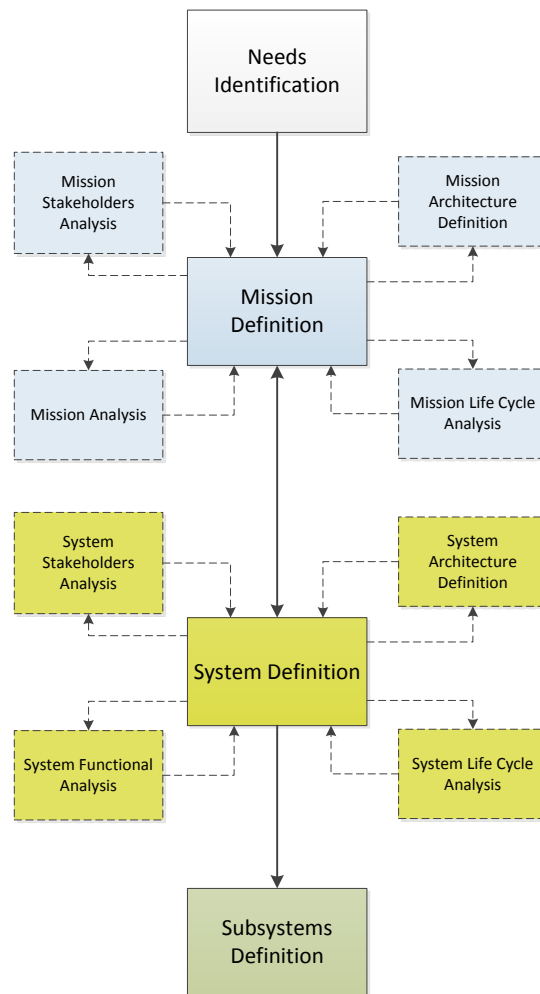 Needs
Identification
Mission
Stakeholders
Analysis
Mission
Architecture
Definition
Mission
Definition
Mission Analysis
Mission Life Cycle
Analysis
System
Stakeholders
Analysis
System
Architecture
Definition
System Definition
System Functional
Analysis
System Life Cycle
Analysis
Subsystems
Definition